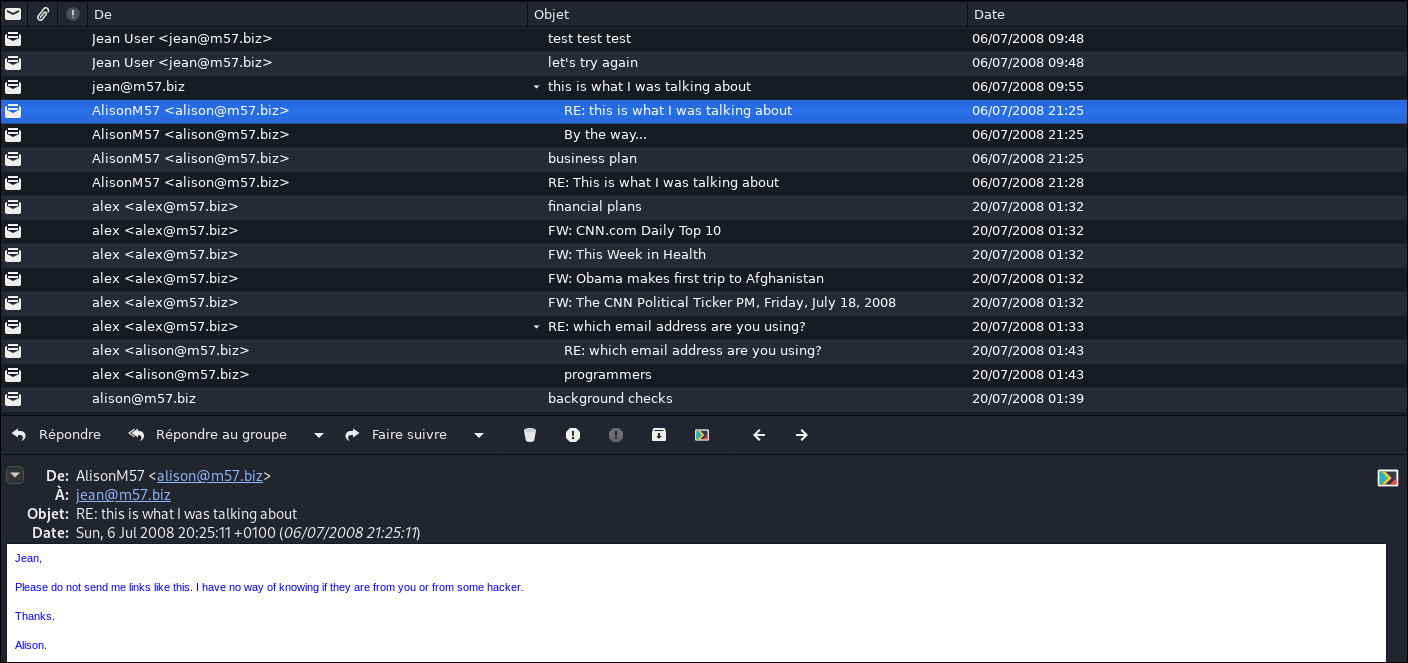 De Objet Date
Jean User <jean@m57.biz> test test test 06/07/2008 09:48
Jean User <jean@m57.biz> let's try again 06/07/2008 09:48
jean@m57.biz this is what I was talking about 06/07/2008 09:55
AlisonM57 <alison@m57.biz> RE: this is what I was talking about 06/07/2008 21:25
AlisonM57 <alison@m57.biz> By the way... 06/07/2008 21:25
AlisonM57 <alison@m57.biz> business plan 06/07/2008 21:25
AlisonM57 <alison@m57.biz> RE: This is what I was talking about 06/07/2008 21:28
alex <alex@m57.biz> financial plans 20/07/2008 01:32
alex <alex@m57.biz> FW: CNN.com Daily Top 10 20/07/2008 01:32
alex <alex@m57.biz> FW: This Week in Health 20/07/2008 01:32
alex <alex@m57.biz> FW: Obama makes first trip to Afghanistan 20/07/2008 01:32
alex <alex@m57.biz> FW: The CNN Political Ticker PM, Friday, July 18, 2008 20/07/2008 01:32
alex <alex@m57.biz> RE: which email address are you using? 20/07/2008 01:33
alex <alison@m57.biz> RE: which email address are you using? 20/07/2008 01:43
alex <alison@m57.biz> programmers 20/07/2008 01:43
alison@m57.biz background checks 20/07/2008 01:39
Répondre Répondre au groupe Faire suivre
De: AlisonM57 <alison@m57.biz>
À: jean@m57.biz
Objet: RE: this is what I was talking about
Date: Sun, 6 Jul 2008 20:25:11 +0100 (06/07/2008 21:25:11)
Jean,
Please do not send me links like this. I have no way of knowing if they are from you or from some hacker.
Thanks.
Alison.